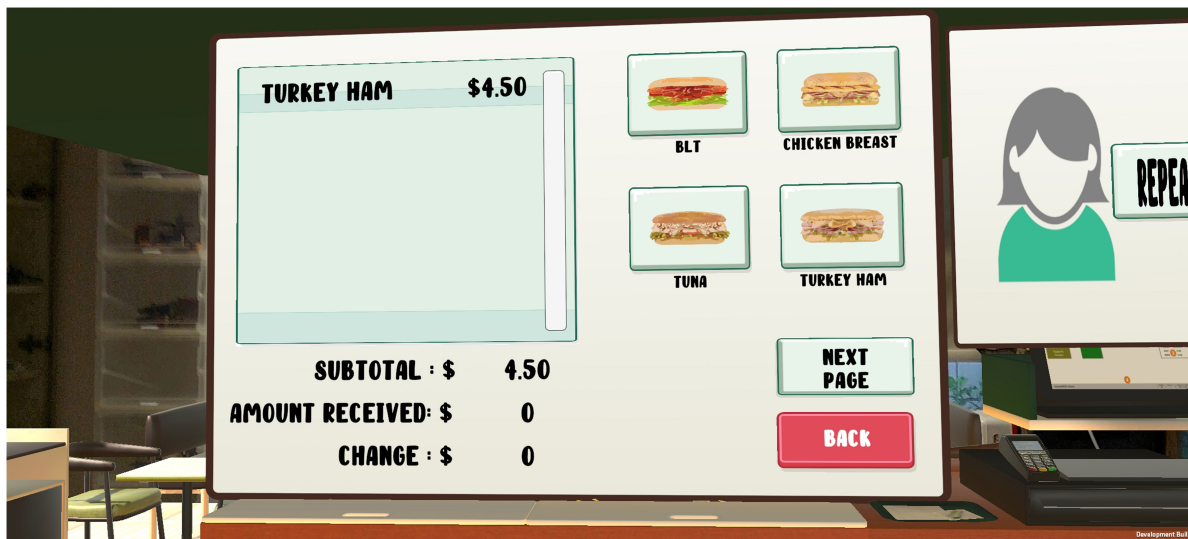 TURKEY HAM $4.50
SUBTOTAL : $ 4.50
AMOUNT RECEIVED: $ 0
CHANGE : $ 0
BLT
CHICKEN BREAST
TUNA
TURKEY HAM
NEXT
PAGE
BACK
REPEA
Development Buil